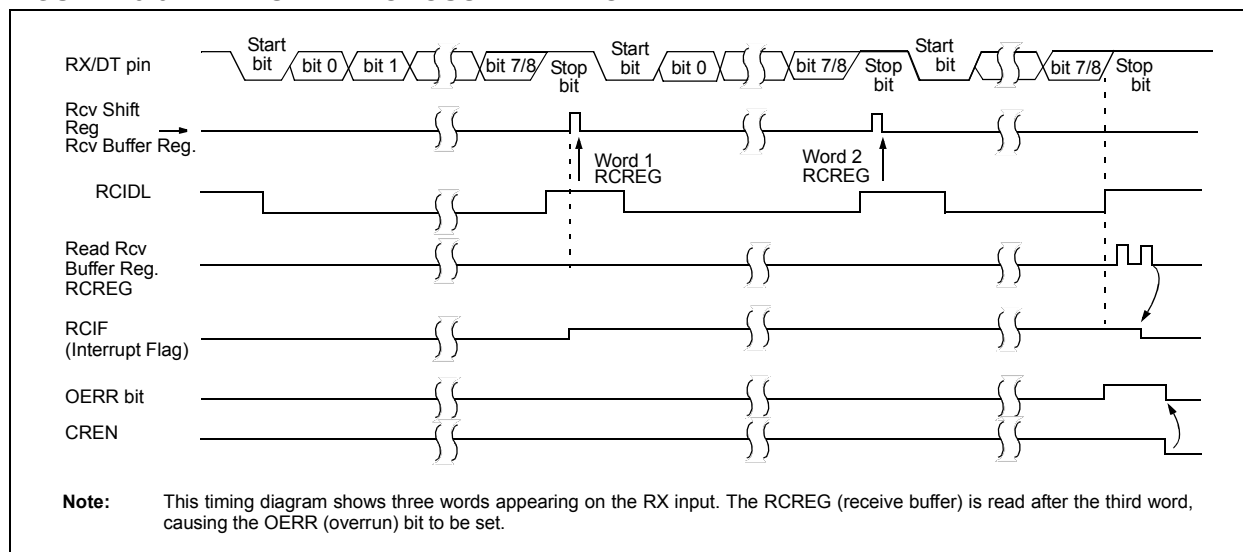 RX/DT pin
Start
bit
bit 0
bit 1
bit 7/8
Stop
bit
Start
bit
bit 0
bit 7/8
Stop
bit
Start
bit
bit 7/8
Stop
bit
Rcv Shift
Reg
Rcv Buffer Reg.
Word 1
RCREG
Word 2
RCREG
RCIDL
Read Rcv
Buffer Reg.
RCREG
RCIF
(Interrupt Flag)
OERR bit
CREN
Note: This timing diagram shows three words appearing on the RX input. The RCREG (receive buffer) is read after the third word,
causing the OERR (overrun) bit to be set.